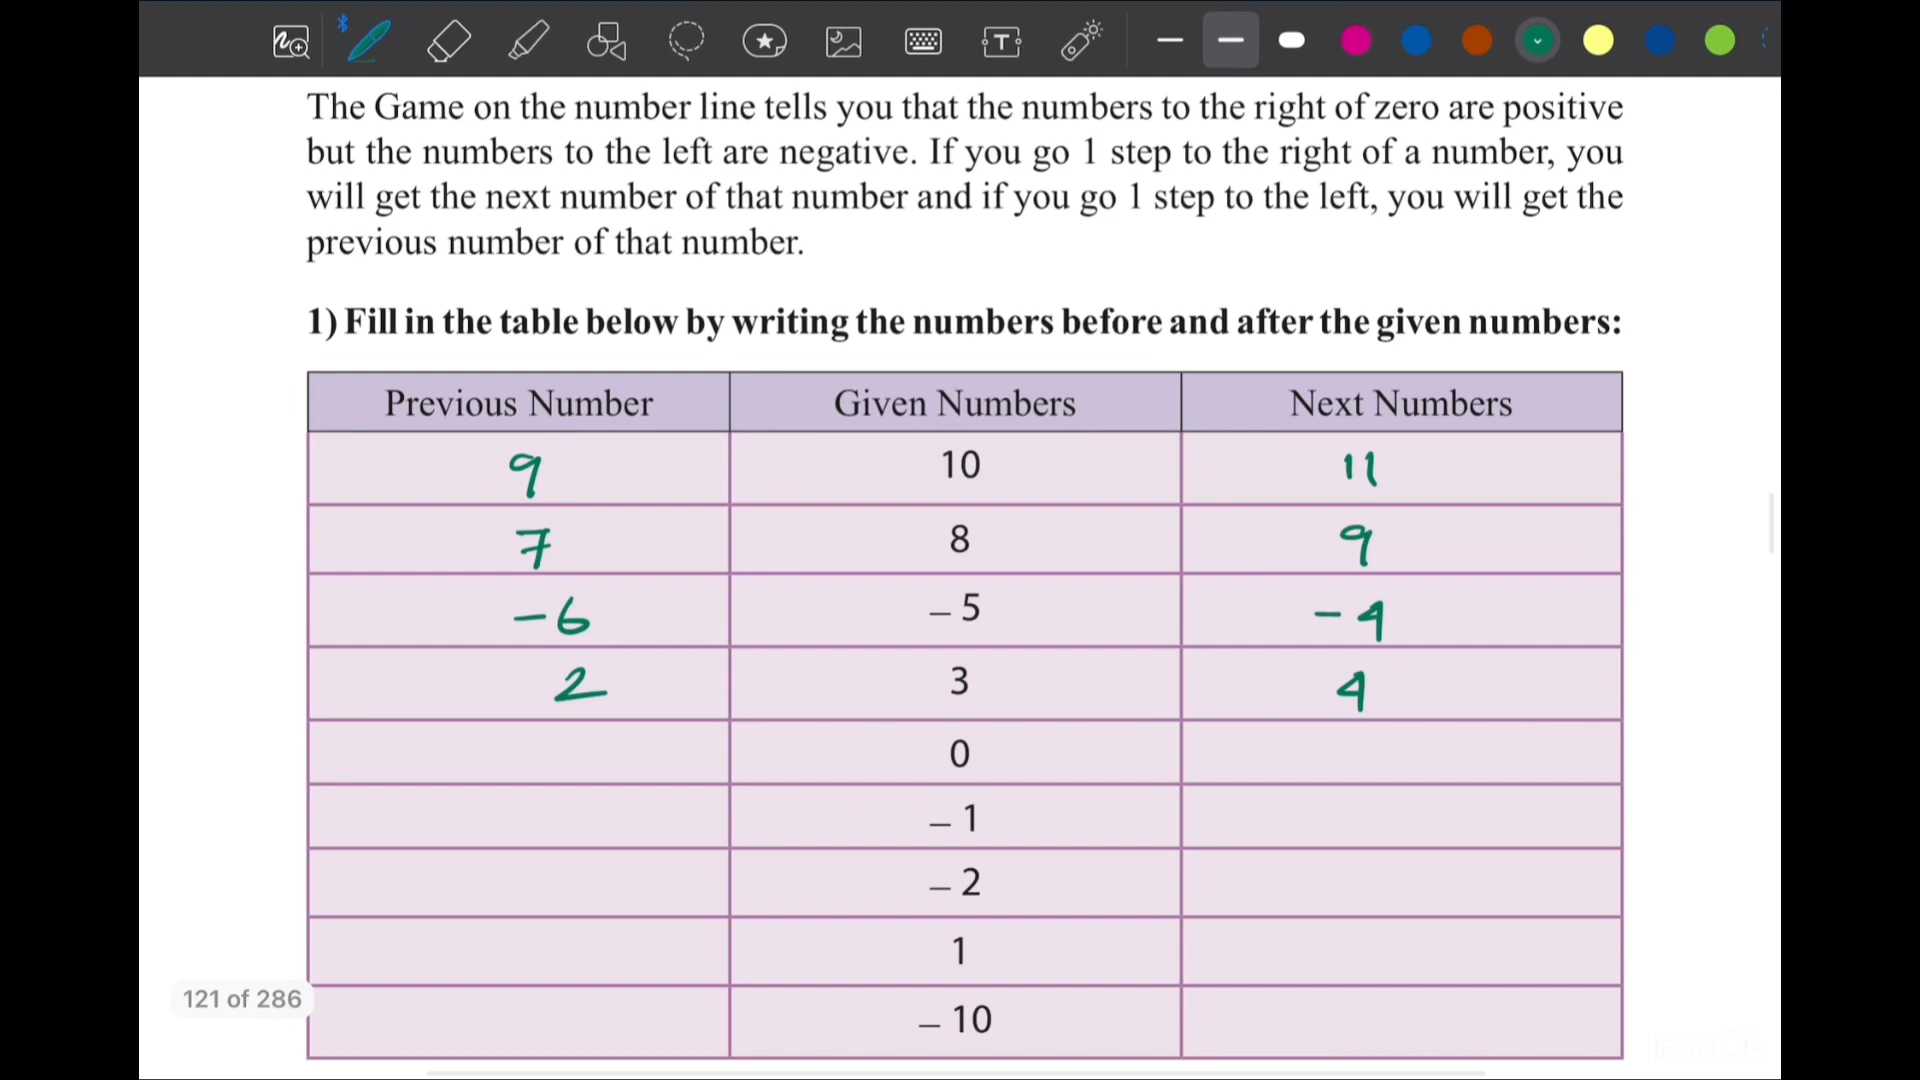 T
The Game on the number line tells you that the numbers to the right of zero are positive
but the numbers to the left are negative. If you go 1 step to the right of a number, you
will get the next number of that number and if you go 1 step to the left, you will get the
previous number of that number.
1) Fill in the table below by writing the numbers before and after the given numbers:
Previous Number Given Numbers Next Numbers
9 10 11
7 8 9
-6 – 5 -4
2 3 4
0
– 1
– 2
1
121 of 286
– 10